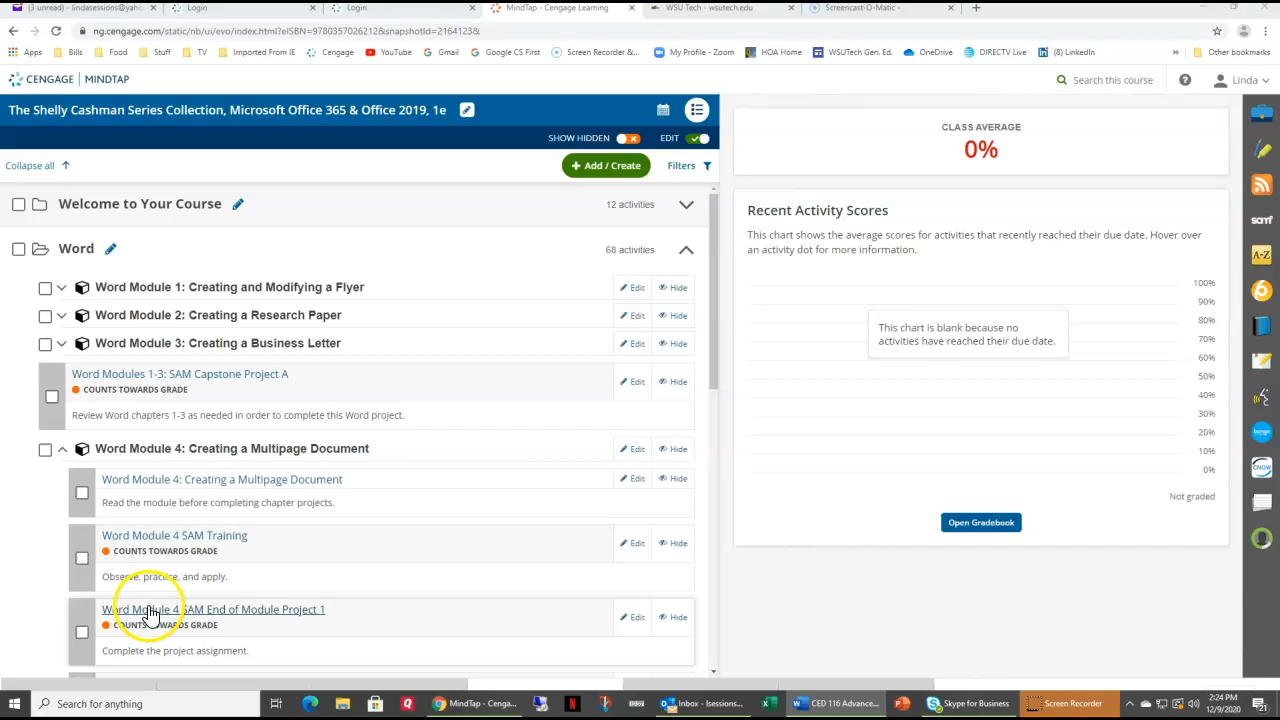 (3 unread) - lindasessions@yahoo.c
Login
Login
MindTap - Cengage Learning
WSU Tech - wsutech.edu
Screencast-O-Matic -
ng.cengage.com/static/nb/ui/evo/index.html?eISBN=9780357026212&snapshotId=2164123&
Apps
Bills
Food
Stuff
TV
Imported From IE
Cengage
YouTube
Gmail
Google CS First
Screen Recorder &...
My Profile - Zoom
HOA Home
WSUTech Gen. Ed.
OneDrive
DIRECTV Live
(8) LinkedIn
»
Other bookmarks
CENGAGE
MINDTAP
Search this course
Linda
The Shelly Cashman Series Collection, Microsoft Office 365 & Office 2019, 1e
SHOW HIDDEN
EDIT
Collapse all
+ Add / Create
Filters
Welcome to Your Course
12 activities
Word
68 activities
Word Module 1: Creating and Modifying a Flyer
Edit
Hide
Word Module 2: Creating a Research Paper
Edit
Hide
Word Module 3: Creating a Business Letter
Edit
Hide
Word Modules 1-3: SAM Capstone Project A
COUNTS TOWARDS GRADE
Edit
Hide
Review Word chapters 1-3 as needed in order to complete this Word project.
Word Module 4: Creating a Multipage Document
Edit
Hide
Word Module 4: Creating a Multipage Document
Edit
Hide
Read the module before completing chapter projects.
Word Module 4 SAM Training
COUNTS TOWARDS GRADE
Edit
Hide
Observe, practice, and apply.
Word Module 4 SAM End of Module Project 1
COUNTS TOWARDS GRADE
Edit
Hide
Complete the project assignment.
CLASS AVERAGE
0%
Recent Activity Scores
This chart shows the average scores for activities that recently reached their due date. Hover over
an activity dot for more information.
100%
90%
80%
70%
60%
50%
40%
30%
20%
10%
0%
This chart is blank because no
activities have reached their due date.
Not graded
Open Gradebook
sam
A-Z
CNOW
Search for anything
MindTap - Cenga...
Inbox - lsessions...
CED 116 Advance...
Skype for Business
Screen Recorder
2:24 PM
12/9/2020
21